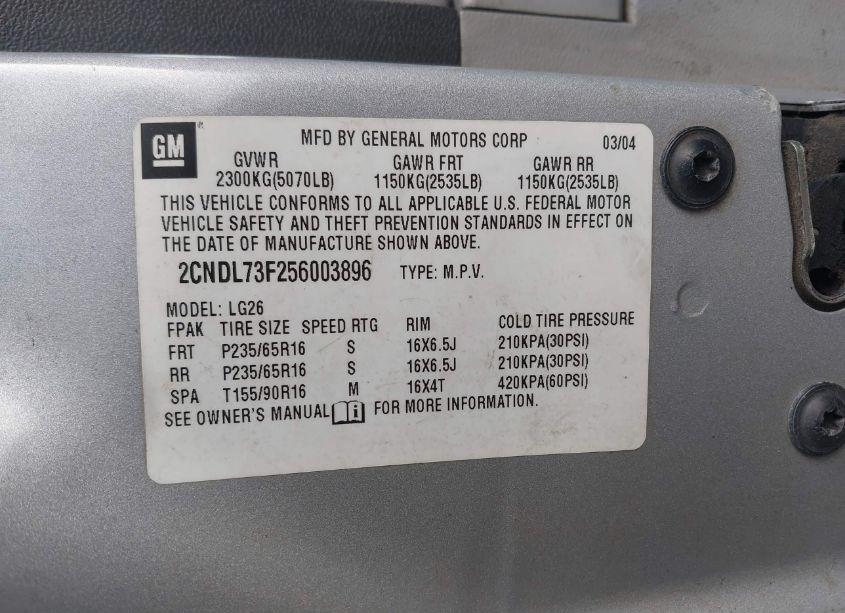 GM ®
MFD BY GENERAL MOTORS CORP 03/04
GVWR GAWR FRT GAWR RR
2300KG(5070LB) 1150KG(2535LB) 1150KG(2535LB)
THIS VEHICLE CONFORMS TO ALL APPLICABLE U.S. FEDERAL MOTOR
VEHICLE SAFETY AND THEFT PREVENTION STANDARDS IN EFFECT ON
THE DATE OF MANUFACTURE SHOWN ABOVE.
2CNDL73F256003896 TYPE: M.P.V.
MODEL: LG26
FPAK TIRE SIZE SPEED RTG RIM COLD TIRE PRESSURE
FRT P235/65R16 S 16X6.5J 210KPA(30PSI)
RR P235/65R16 S 16X6.5J 210KPA(30PSI)
SPA T155/90R16 M 16X4T 420KPA(60PSI)
SEE OWNER'S MANUAL i FOR MORE INFORMATION.